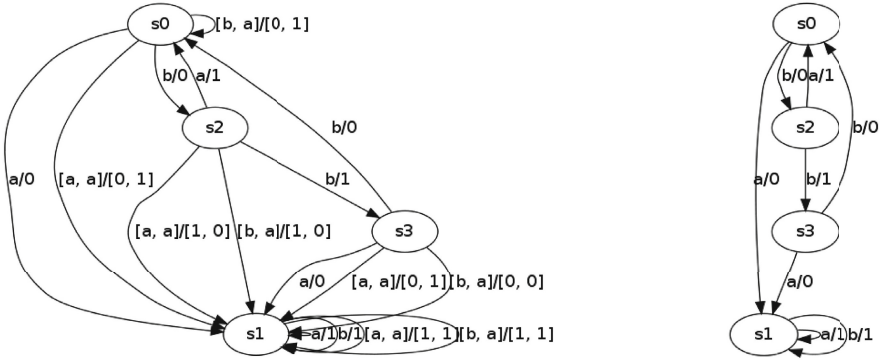 s0
[b, a]/[0, 1]
s0
b/0
a/1
b/0
a/1
s2
s2
b/0
b/0
a/0
[a, a]/[0, 1]
b/1
a/0
b/1
[a, a]/[1, 0]
[b, a]/[1, 0]
s3
s3
a/0
[a, a]/[0, 1]
[b, a]/[0, 0]
a/0
s1
a/1
b/1
[a, a]/[1, 1]
[b, a]/[1, 1]
s1
a/1
b/1